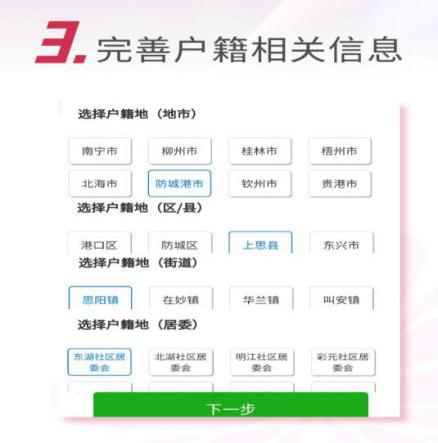 3.完善户籍相关信息
选择户籍地（地市）
南宁市 柳州市 桂林市 梧州市
北海市 防城港市 钦州市 贵港市
选择户籍地（区/县）
港口区 防城区 上思县 东兴市
选择户籍地（街道）
思阳镇 在妙镇 华兰镇 叫安镇
选择户籍地（居委）
东湖社区居委会 北湖社区居委会 明江社区居委会 彩元社区居委会
下一步